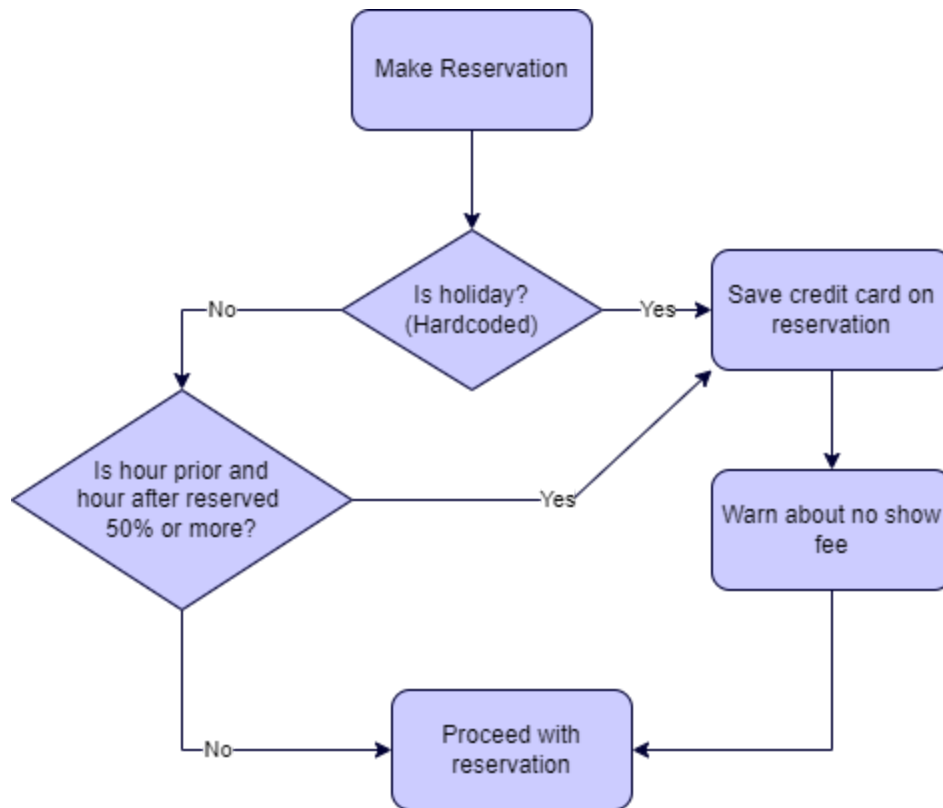 Make Reservation
Is holiday?
(Hardcoded)
No
Yes
Save credit card on
reservation
Is hour prior and
hour after reserved
50% or more?
Yes
Warn about no show
fee
No
Proceed with
reservation